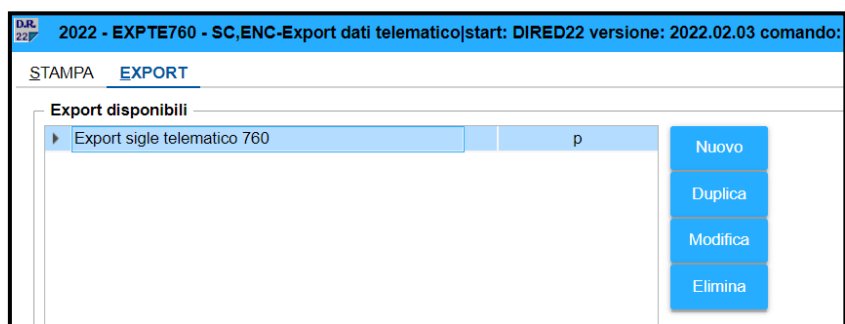 D.R.
22
2022 - EXPTE760 - SC,ENC-Export dati telematico|start: DIRED22 versione: 2022.02.03 comando:
STAMPA EXPORT
Export disponibili
Export sigle telematico 760 p
Nuovo
Duplica
Modifica
Elimina